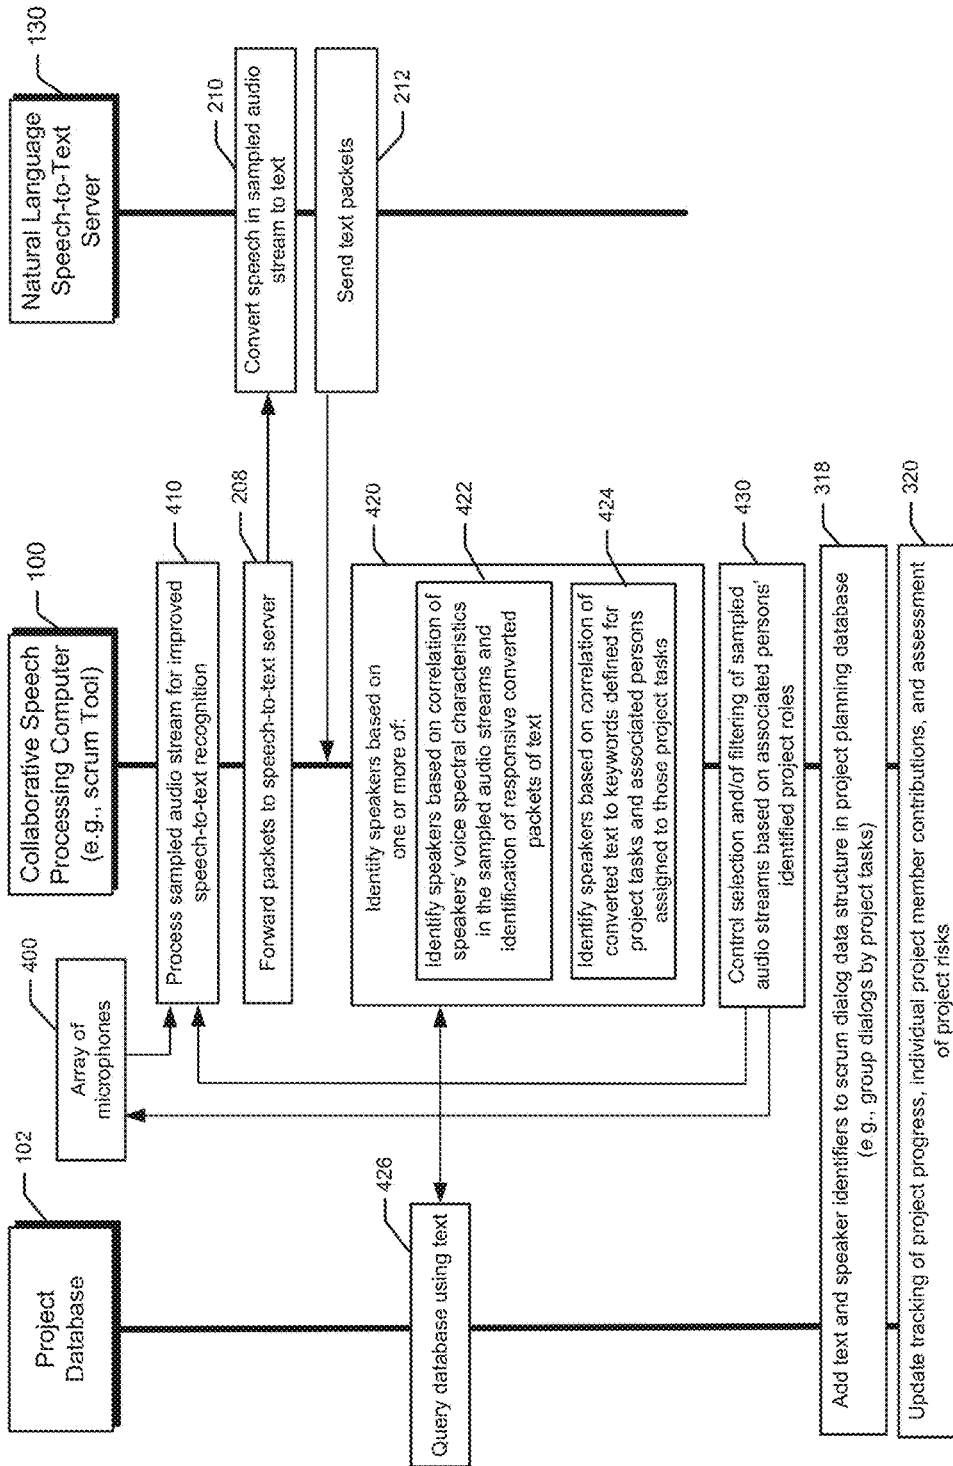 Project
Database
102
Array of
microphones
400
Collaborative Speech
Processing Computer
(e.g., scrum Tool)
100
Natural Language
Speech-to-Text
Server
130
Process sampled audio stream for improved
speech-to-text recognition
410
Forward packets to speech-to-text server
208
Convert speech in sampled audio
stream to text
210
Send text packets
212
Identify speakers based on
one or more of:
420
Identify speakers based on correlation of
speakers' voice spectral characteristics
in the sampled audio streams and
identification of responsive converted
packets of text
422
Identify speakers based on correlation of
converted text to keywords defined for
project tasks and associated persons
assigned to those project tasks
424
Query database using text
426
Control selection and/of filtering of sampled
audio streams based on associated persons'
identified project roles
430
Add text and speaker identifiers to scrum dialog data structure in project planning database
(e.g., group dialogs by project tasks)
318
Update tracking of project progress, individual project member contributions, and assessment
of project risks
320